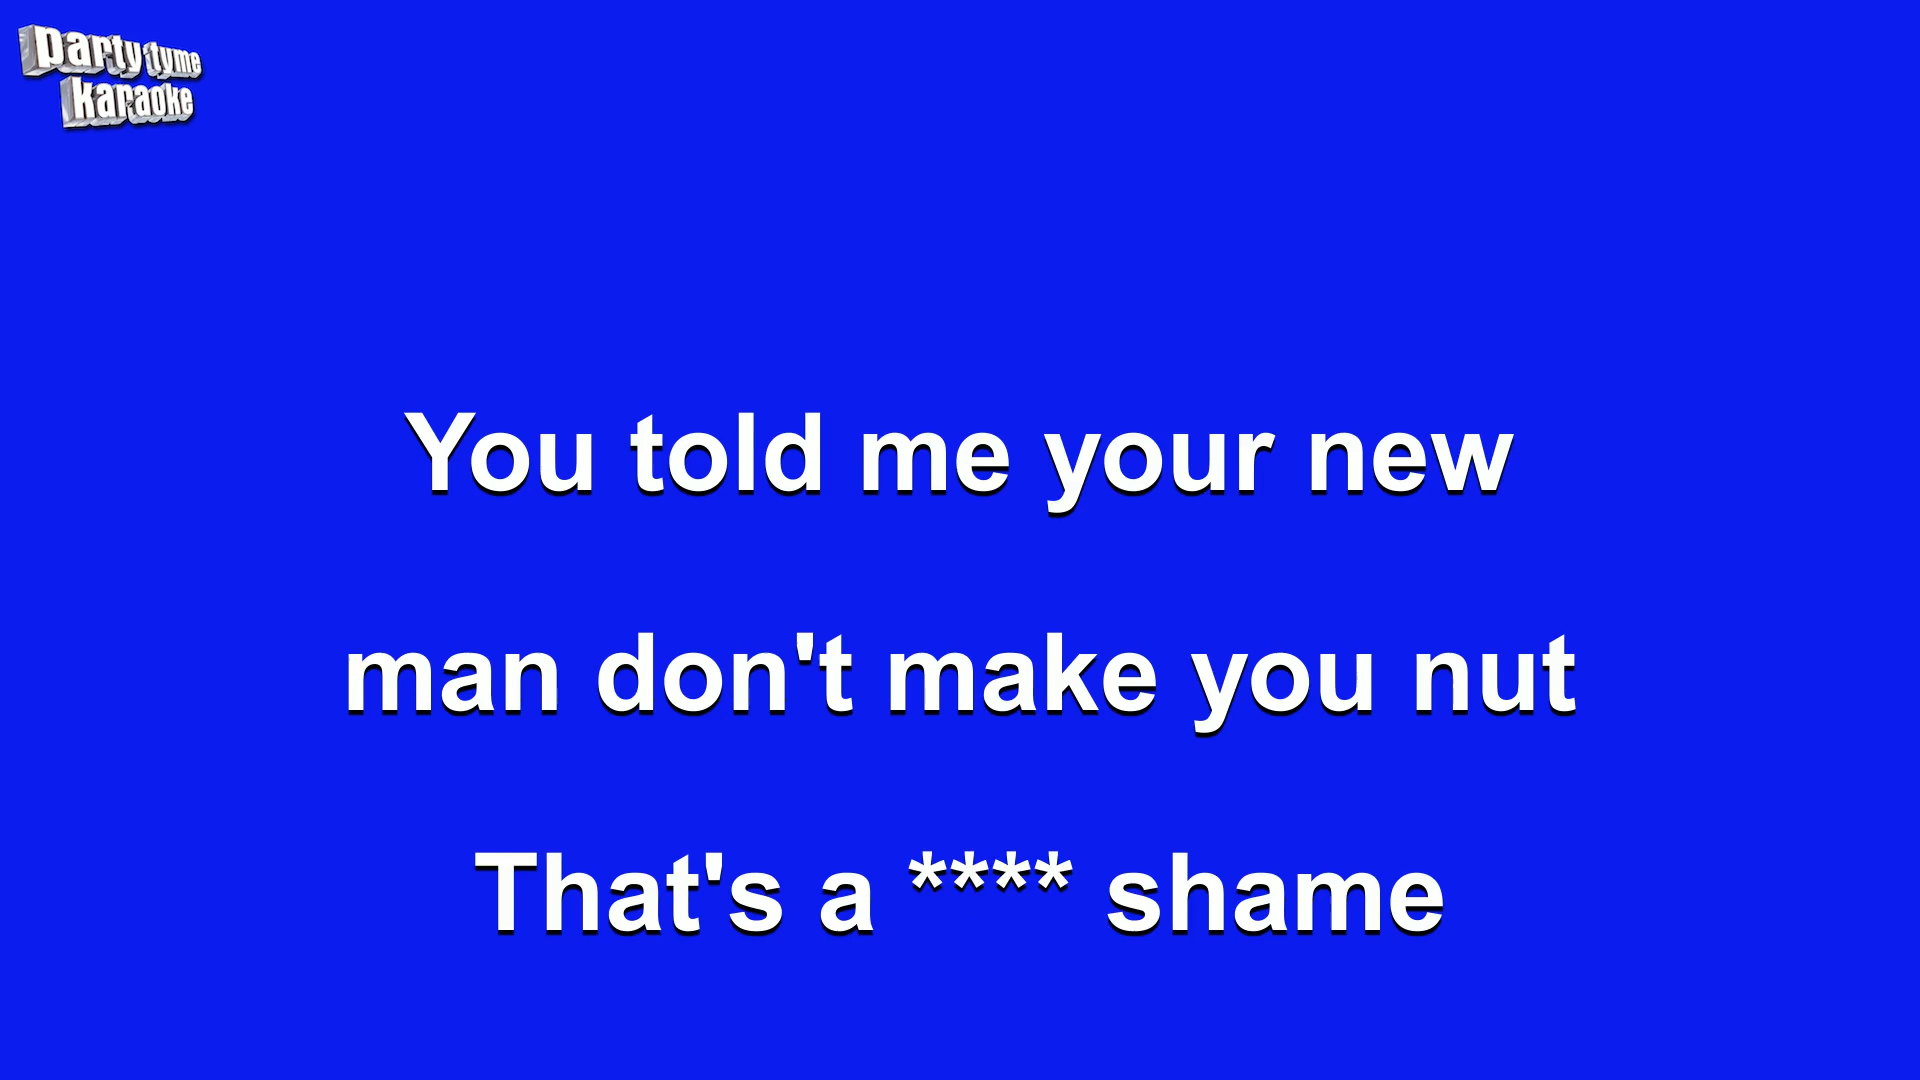 party tyme
karaoke
You told me your new
man don't make you nut
That's a **** shame